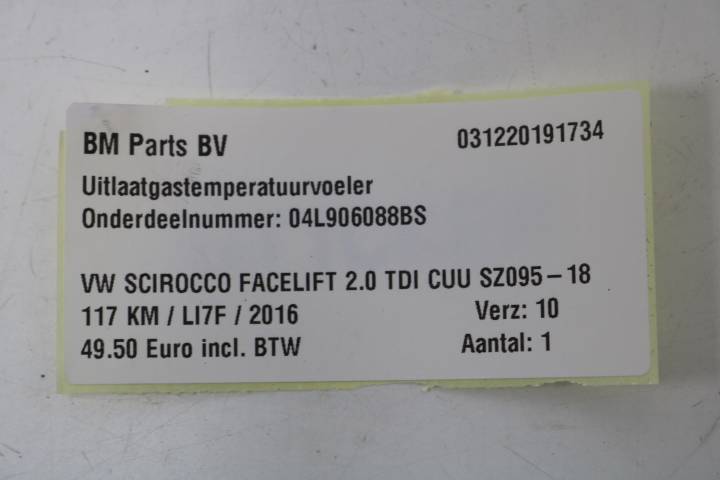 BM Parts BV 031220191734
Uitlaatgastemperatuurvoeler
Onderdeelnummer: 04L906088BS
VW SCIROCCO FACELIFT 2.0 TDI CUU SZ095-18
117 KM / LI7F / 2016 Verz: 10
49.50 Euro incl. BTW Aantal: 1